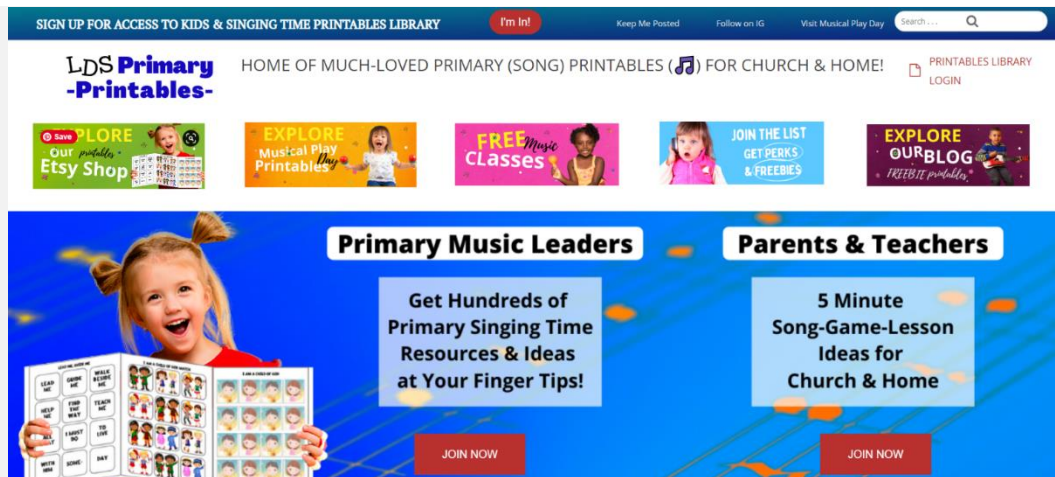 SIGN UP FOR ACCESS TO KIDS & SINGING TIME PRINTABLES LIBRARY
I'm In!
Keep Me Posted
Follow on IG
Visit Musical Play Day
Search . . .
LDS Primary
-Printables-
HOME OF MUCH-LOVED PRIMARY (SONG) PRINTABLES (🎵) FOR CHURCH & HOME!
PRINTABLES LIBRARY
LOGIN
Save
EXPLORE
our printables
Etsy Shop
EXPLORE
Musical Play
Day
Printables
FREE Music
CLasses
JOIN THE LIST
GET PERKS
& FREEBIES
EXPLORE
OUR BLOG
FREEBIE printables
Primary Music Leaders
Get Hundreds of
Primary Singing Time
Resources & Ideas
at Your Finger Tips!
JOIN NOW
Parents & Teachers
5 Minute
Song-Game-Lesson
Ideas for
Church & Home
JOIN NOW
LEAD ME
GUIDE ME
WALK BESIDE ME
HELP ME
FIND THE WAY
TEACH ME
I MUST DO
TO LIVE
WITH HIM
SOME-
DAY